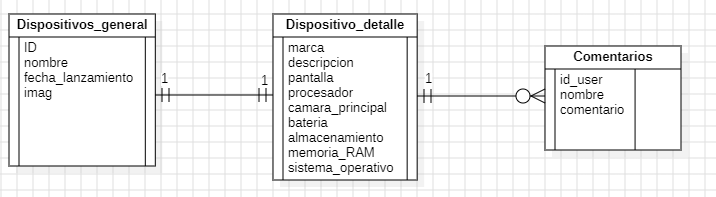 Dispositivos_general
ID
nombre
fecha_lanzamiento
imag
1
1
Dispositivo_detalle
marca
descripcion
pantalla
procesador
camara_principal
bateria
almacenamiento
memoria_RAM
sistema_operativo
1
Comentarios
id_user
nombre
comentario